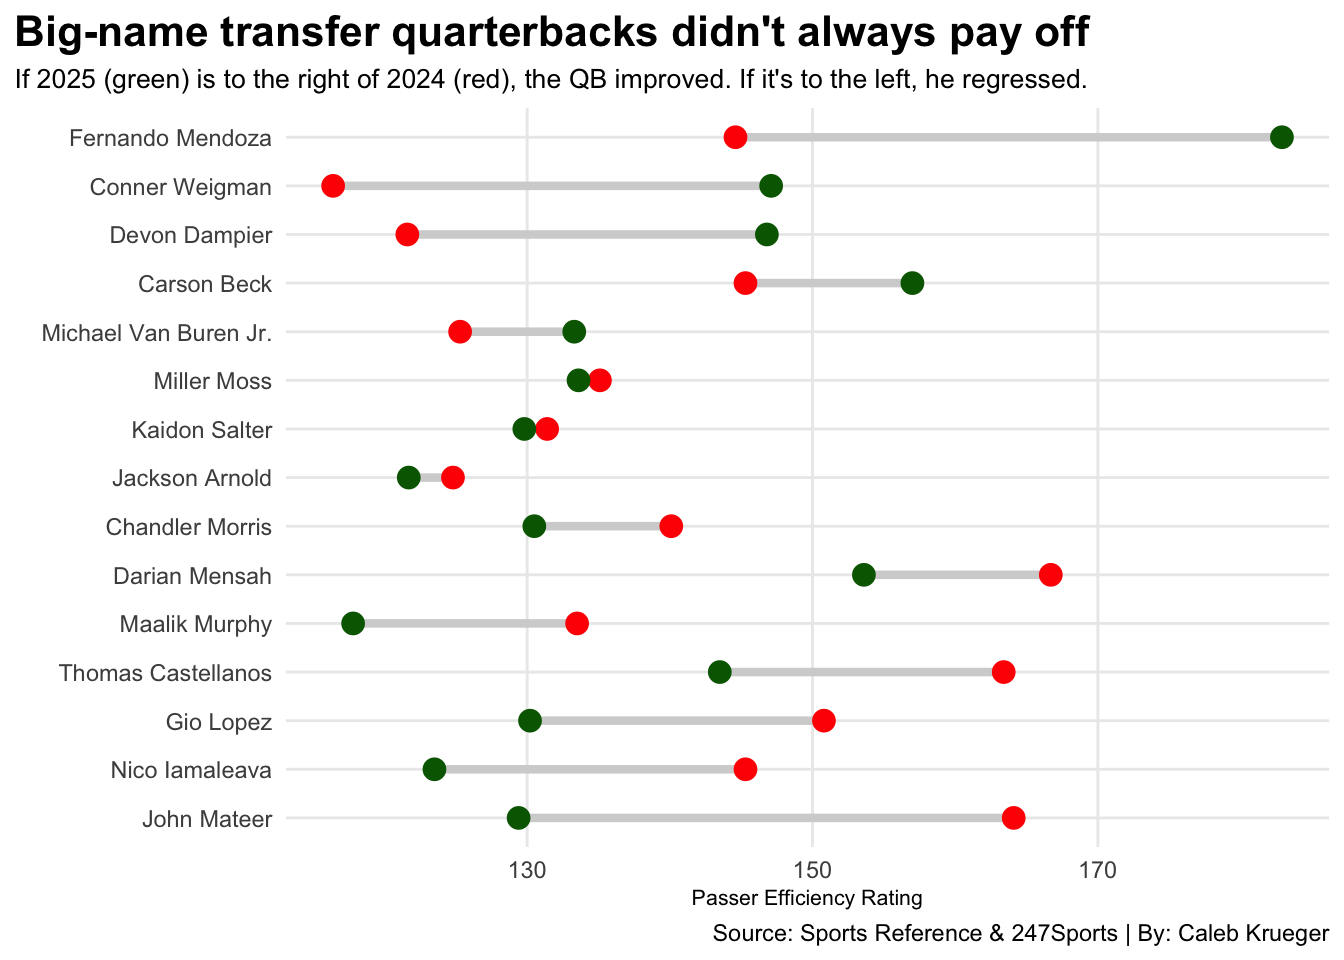 Big-name transfer quarterbacks didn't always pay off
If 2025 (green) is to the right of 2024 (red), the QB improved. If it's to the left, he regressed.
Fernando Mendoza
Conner Weigman
Devon Dampier
Carson Beck
Michael Van Buren Jr.
Miller Moss
Kaidon Salter
Jackson Arnold
Chandler Morris
Darian Mensah
Maalik Murphy
Thomas Castellanos
Gio Lopez
Nico Iamaleava
John Mateer
130 150 170
Passer Efficiency Rating
Source: Sports Reference & 247Sports | By: Caleb Krueger